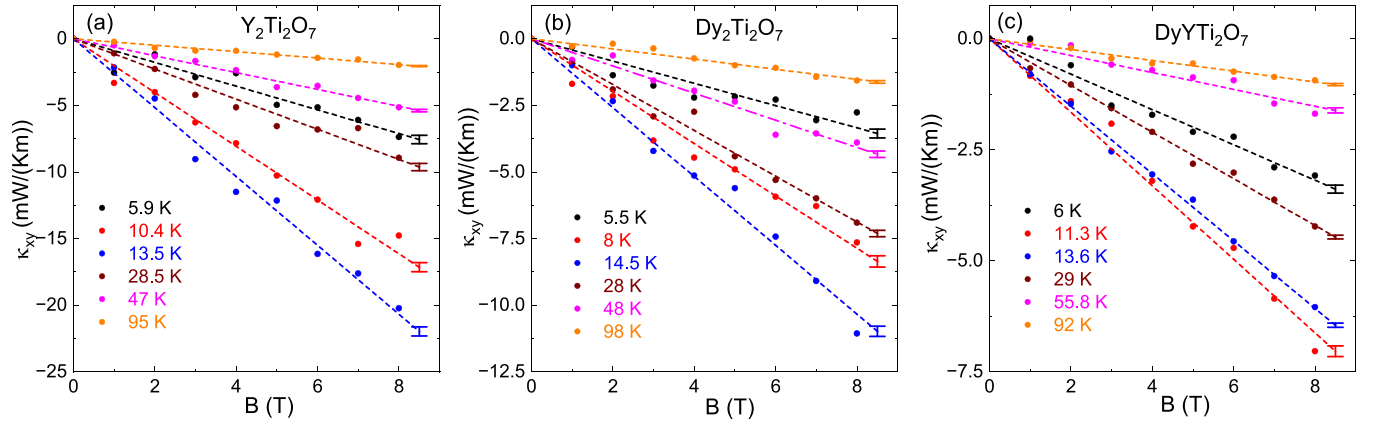 (a) Y₂Ti₂O₇
0
−5
−10
−15
−20
−25
κxy (mW/(Km))
5.9 K
10.4 K
13.5 K
28.5 K
47 K
95 K
0 2 4 6 8
B (T)
(b) Dy₂Ti₂O₇
0.0
−2.5
−5.0
−7.5
−10.0
−12.5
κxy (mW/(Km))
5.5 K
8 K
14.5 K
28 K
48 K
98 K
0 2 4 6 8
B (T)
(c) DyYTi₂O₇
0.0
−2.5
−5.0
−7.5
κxy (mW/(Km))
6 K
11.3 K
13.6 K
29 K
55.8 K
92 K
0 2 4 6 8
B (T)